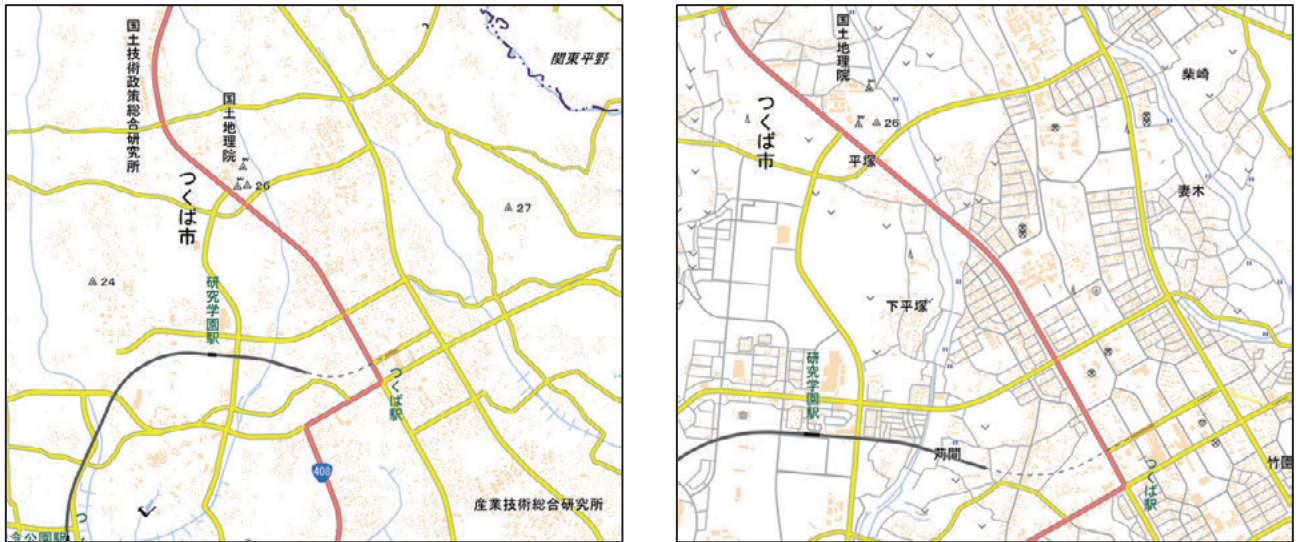 国土技術政策総合研究所
国土地理院
関東平野
つくば市
26
27
24
研究学園駅
つくば駅
408
産業技術総合研究所
国土地理院
柴崎
つくば市
26
平塚
妻木
下平塚
研究学園駅
苅間
つくば駅
竹園